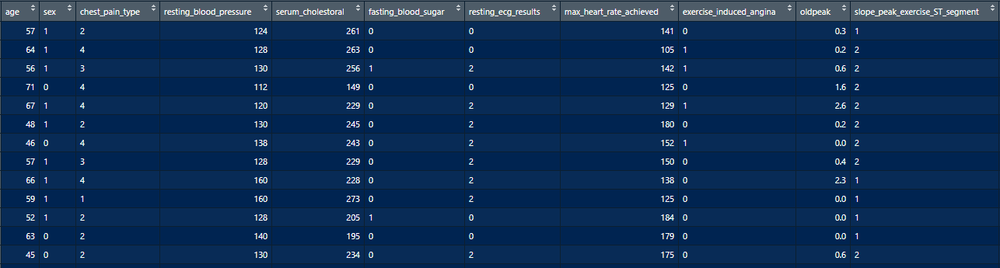 age sex chest_pain_type resting_blood_pressure serum_cholestoral fasting_blood_sugar resting_ecg_results max_heart_rate_achieved exercise_induced_angina oldpeak slope_peak_exercise_ST_segment
57 1 2 124 261 0 0 141 0 0.3 1
64 1 4 128 263 0 0 105 1 0.2 2
56 1 3 130 256 1 2 142 1 0.6 2
71 0 4 112 149 0 0 125 0 1.6 2
67 1 4 120 229 0 2 129 1 2.6 2
48 1 2 130 245 0 2 180 0 0.2 2
46 0 4 138 243 0 2 152 1 0.0 2
57 1 3 128 229 0 2 150 0 0.4 2
66 1 4 160 228 0 2 138 0 2.3 1
59 1 1 160 273 0 2 125 0 0.0 1
52 1 2 128 205 1 0 184 0 0.0 1
63 0 2 140 195 0 0 179 0 0.0 1
45 0 2 130 234 0 2 175 0 0.6 2